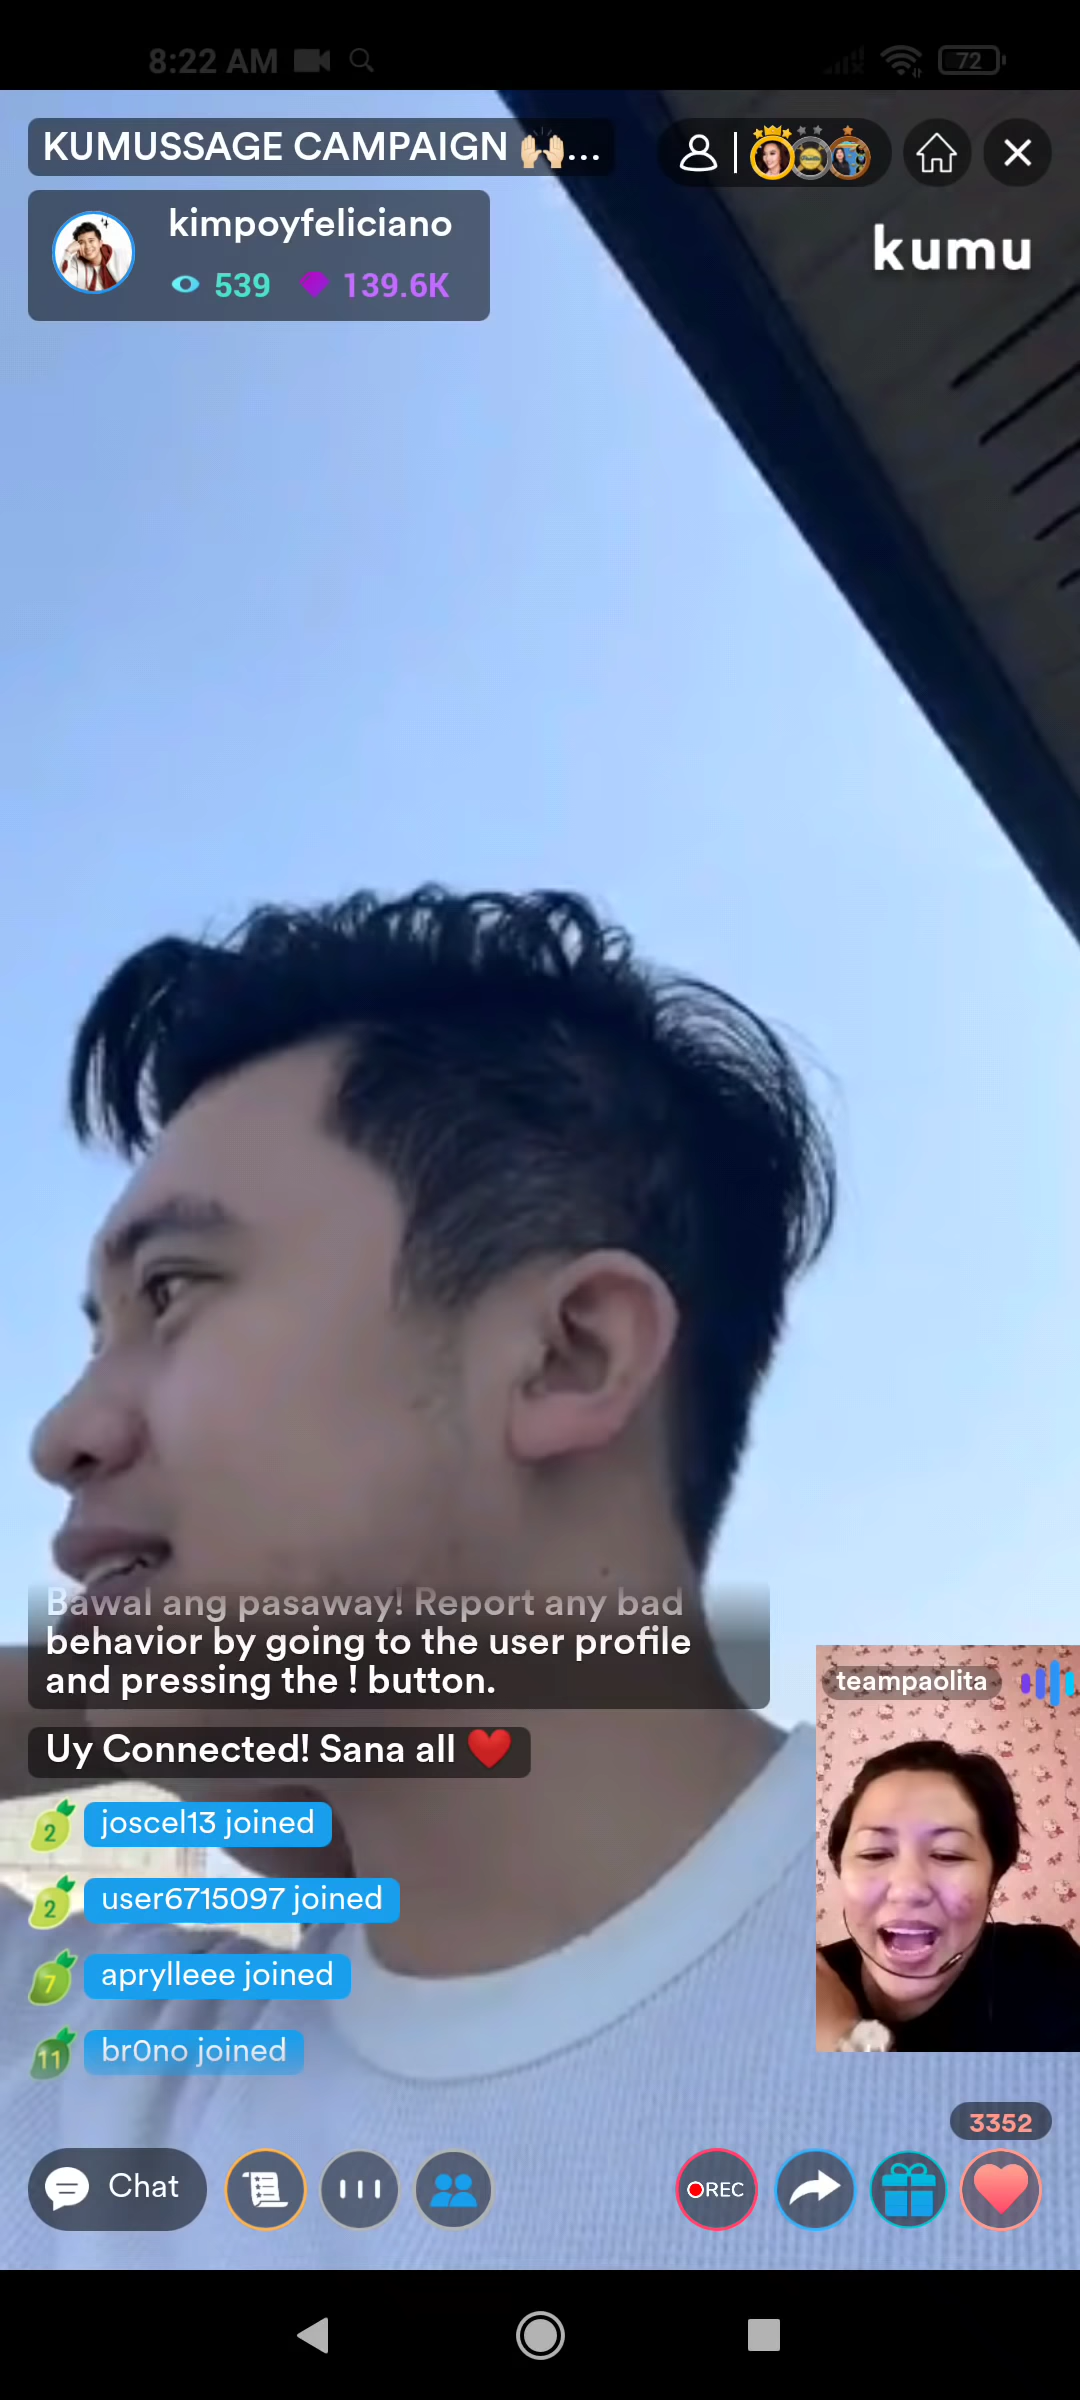 8:22 AM
72
KUMUSSAGE CAMPAIGN 🙌🏻...
kimpoyfeliciano
539 139.6K
kumu
Bawal ang pasaway! Report any bad
behavior by going to the user profile
and pressing the ! button.
teampaolita
Uy Connected! Sana all ❤️
2 joscel13 joined
2 user6715097 joined
7 aprylleee joined
11 br0no joined
3352
Chat
REC